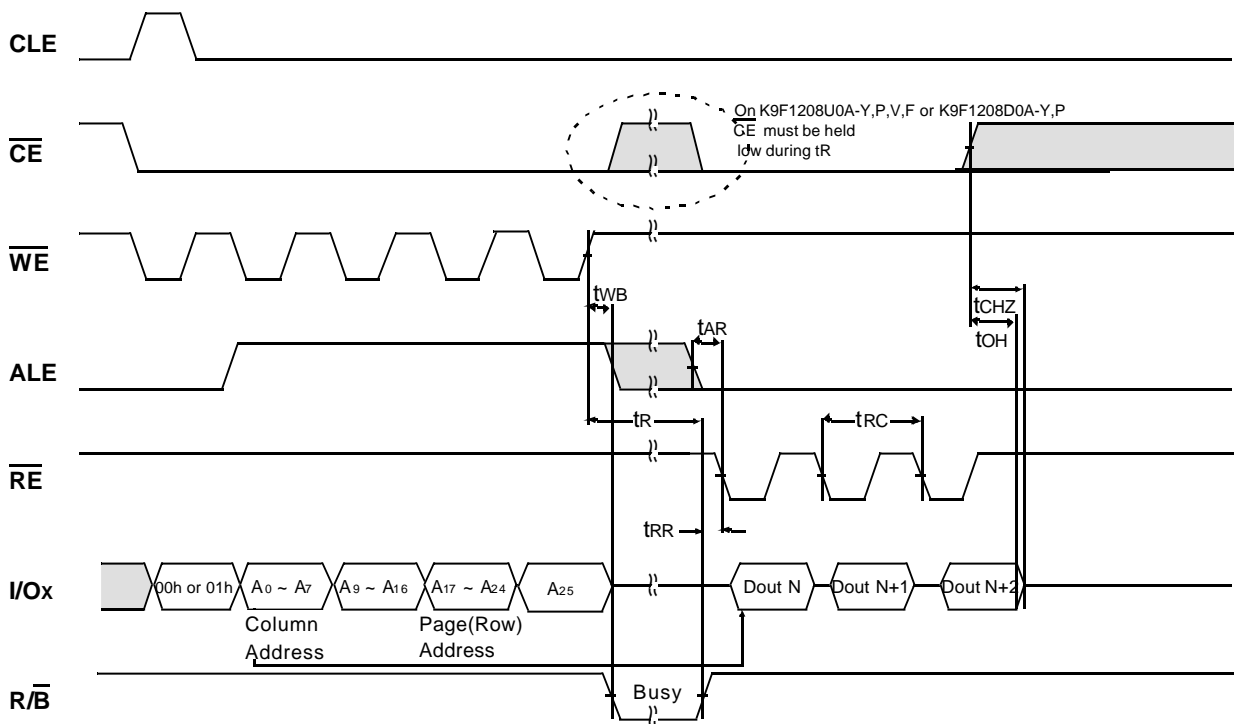 CLE
On K9F1208U0A-Y,P,V,F or K9F1208D0A-Y,P
CE must be held
low during tR
CE
WE
tWB
tCHZ
tAR
tOH
ALE
tR
tRC
RE
tRR
I/Ox
00h or 01h
A0 ~ A7
A9 ~ A16
A17 ~ A24
A25
Dout N
Dout N+1
Dout N+2
Column
Address
Page(Row)
Address
R/B
Busy